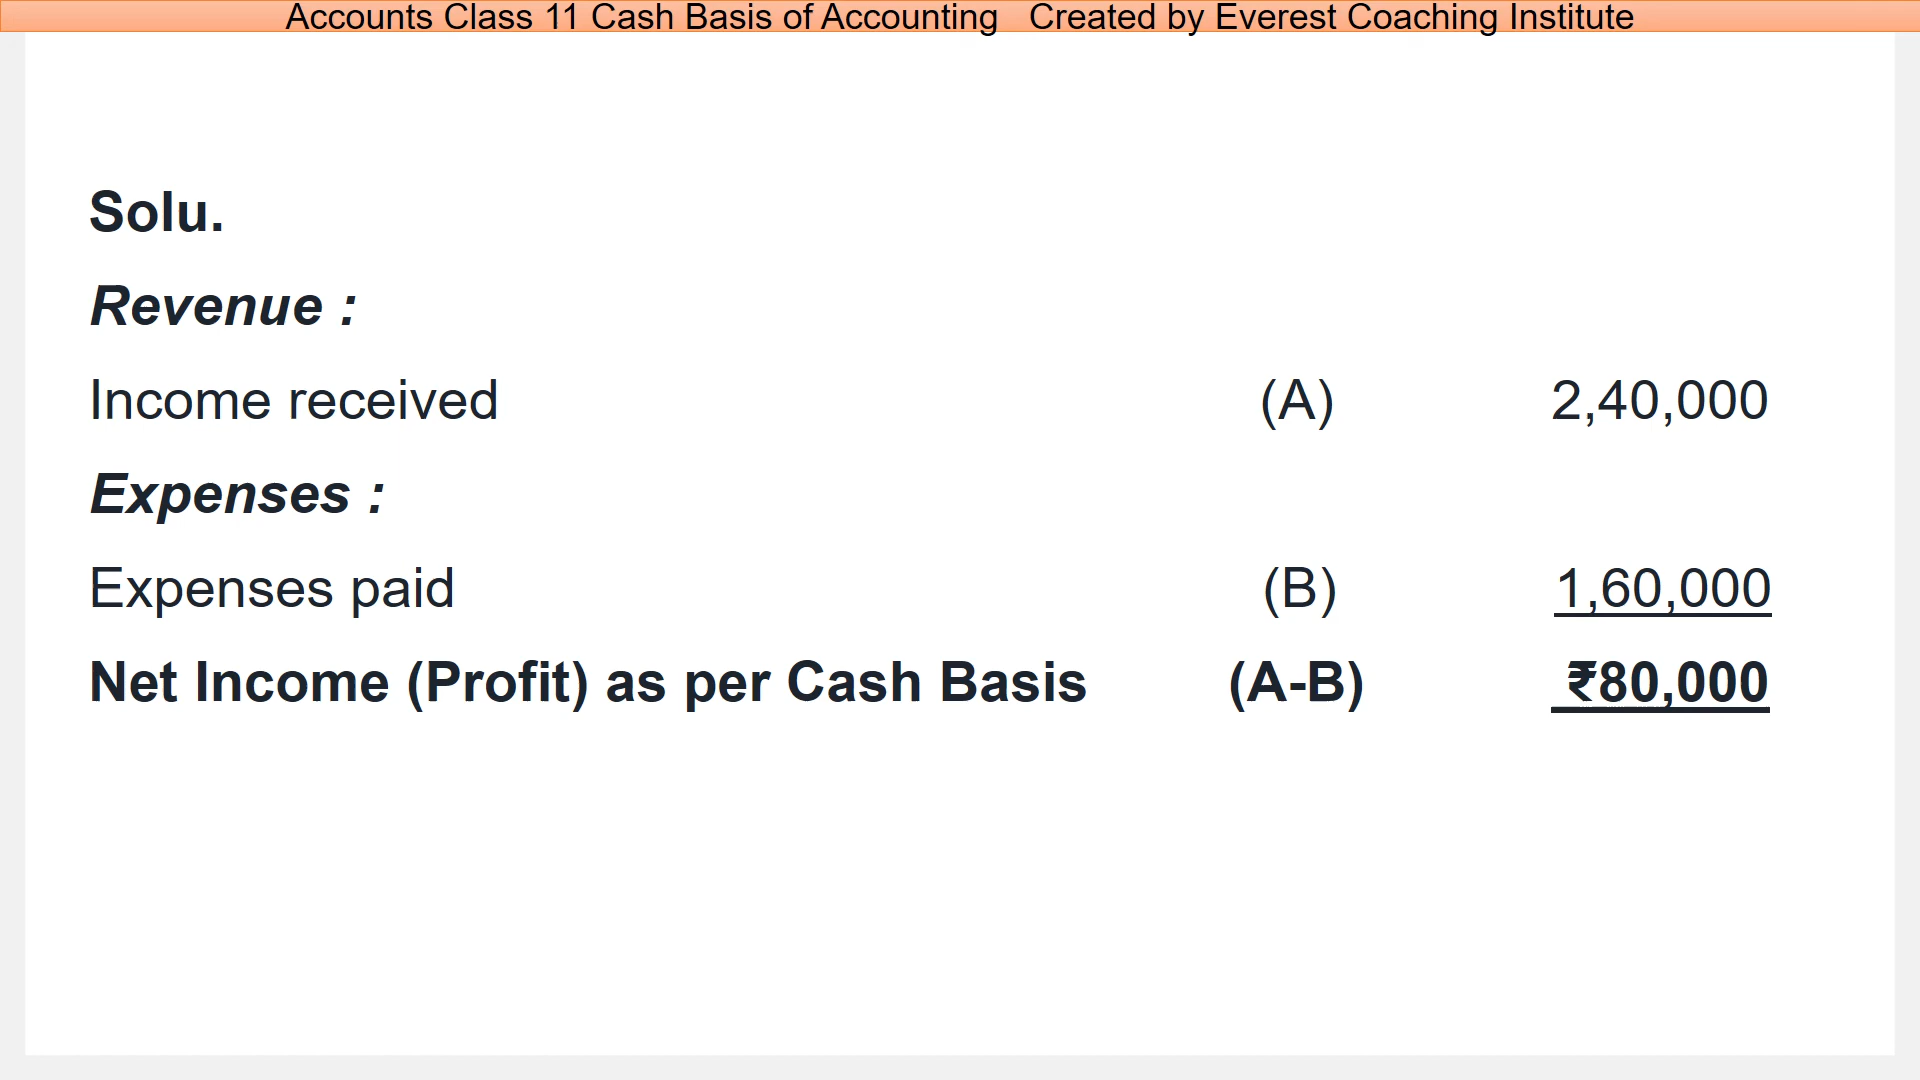 Accounts Class 11 Cash Basis of Accounting   Created by Everest Coaching Institute
Solu.
Revenue :
Income received (A) 2,40,000
Expenses :
Expenses paid (B) 1,60,000
Net Income (Profit) as per Cash Basis (A-B) ₹80,000